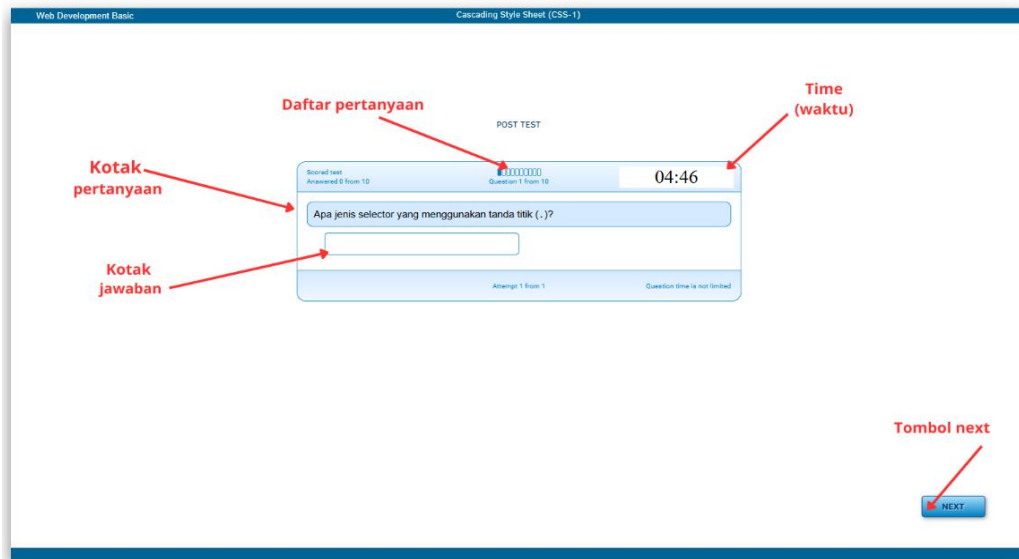 Web Development Basic
Cascading Style Sheet (CSS-1)
Daftar pertanyaan
Time
(waktu)
POST TEST
Kotak
pertanyaan
Scored test
Answered 0 from 10
Question 1 from 10
04:46
Apa jenis selector yang menggunakan tanda titik (.)?
Kotak
jawaban
Attempt 1 from 1
Question time is not limited
Tombol next
NEXT